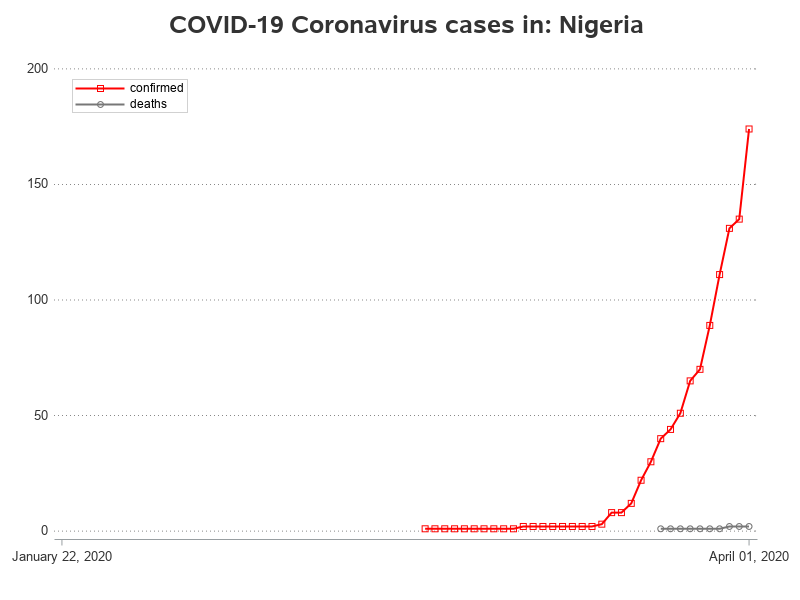 COVID-19 Coronavirus cases in: Nigeria
200
confirmed
deaths
150
100
50
0
January 22, 2020
April 01, 2020